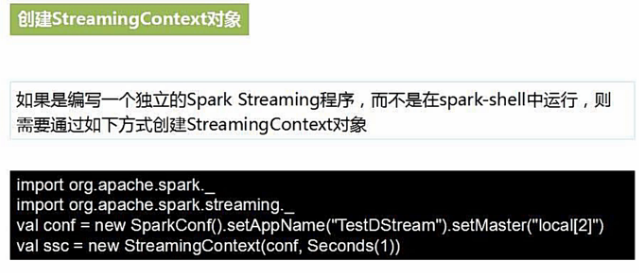 创建StreamingContext对象
如果是编写一个独立的Spark Streaming程序，而不是在spark-shell中运行，则
需要通过如下方式创建StreamingContext对象
import org.apache.spark._
import org.apache.spark.streaming._
val conf = new SparkConf().setAppName("TestDStream").setMaster("local[2]")
val ssc = new StreamingContext(conf, Seconds(1))